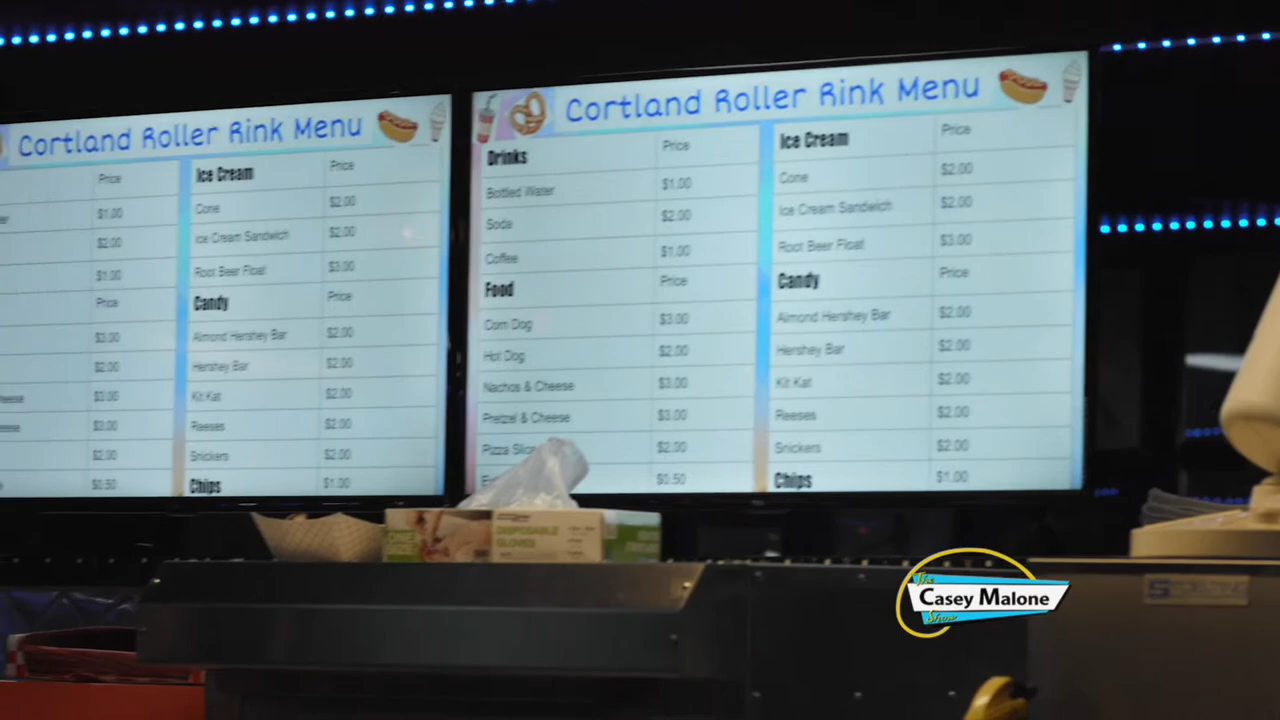 Cortland Roller Rink Menu
Price
Ice Cream
Price
$1.00
Cone
$2.00
$2.00
Ice Cream Sandwich
$2.00
$1.00
Root Beer Float
$3.00
Price
Candy
Price
$3.00
Almond Hershey Bar
$2.00
$2.00
Hershey Bar
$2.00
$3.00
Kit Kat
$2.00
$3.00
Reeses
$2.00
$2.00
Snickers
$2.00
$0.50
Chips
$1.00
Cortland Roller Rink Menu
Drinks
Price
Bottled Water
$1.00
Soda
$2.00
Coffee
$1.00
Food
Price
Corn Dog
$3.00
Hot Dog
$2.00
Nachos & Cheese
$3.00
Pretzel & Cheese
$3.00
Pizza Slice
$2.00
$0.50
Ice Cream
Price
Cone
$2.00
Ice Cream Sandwich
$2.00
Root Beer Float
$3.00
Candy
Price
Almond Hershey Bar
$2.00
Hershey Bar
$2.00
Kit Kat
$2.00
Reeses
$2.00
Snickers
$2.00
Chips
$1.00
DISPOSABLE
GLOVES
The
Casey Malone
Show